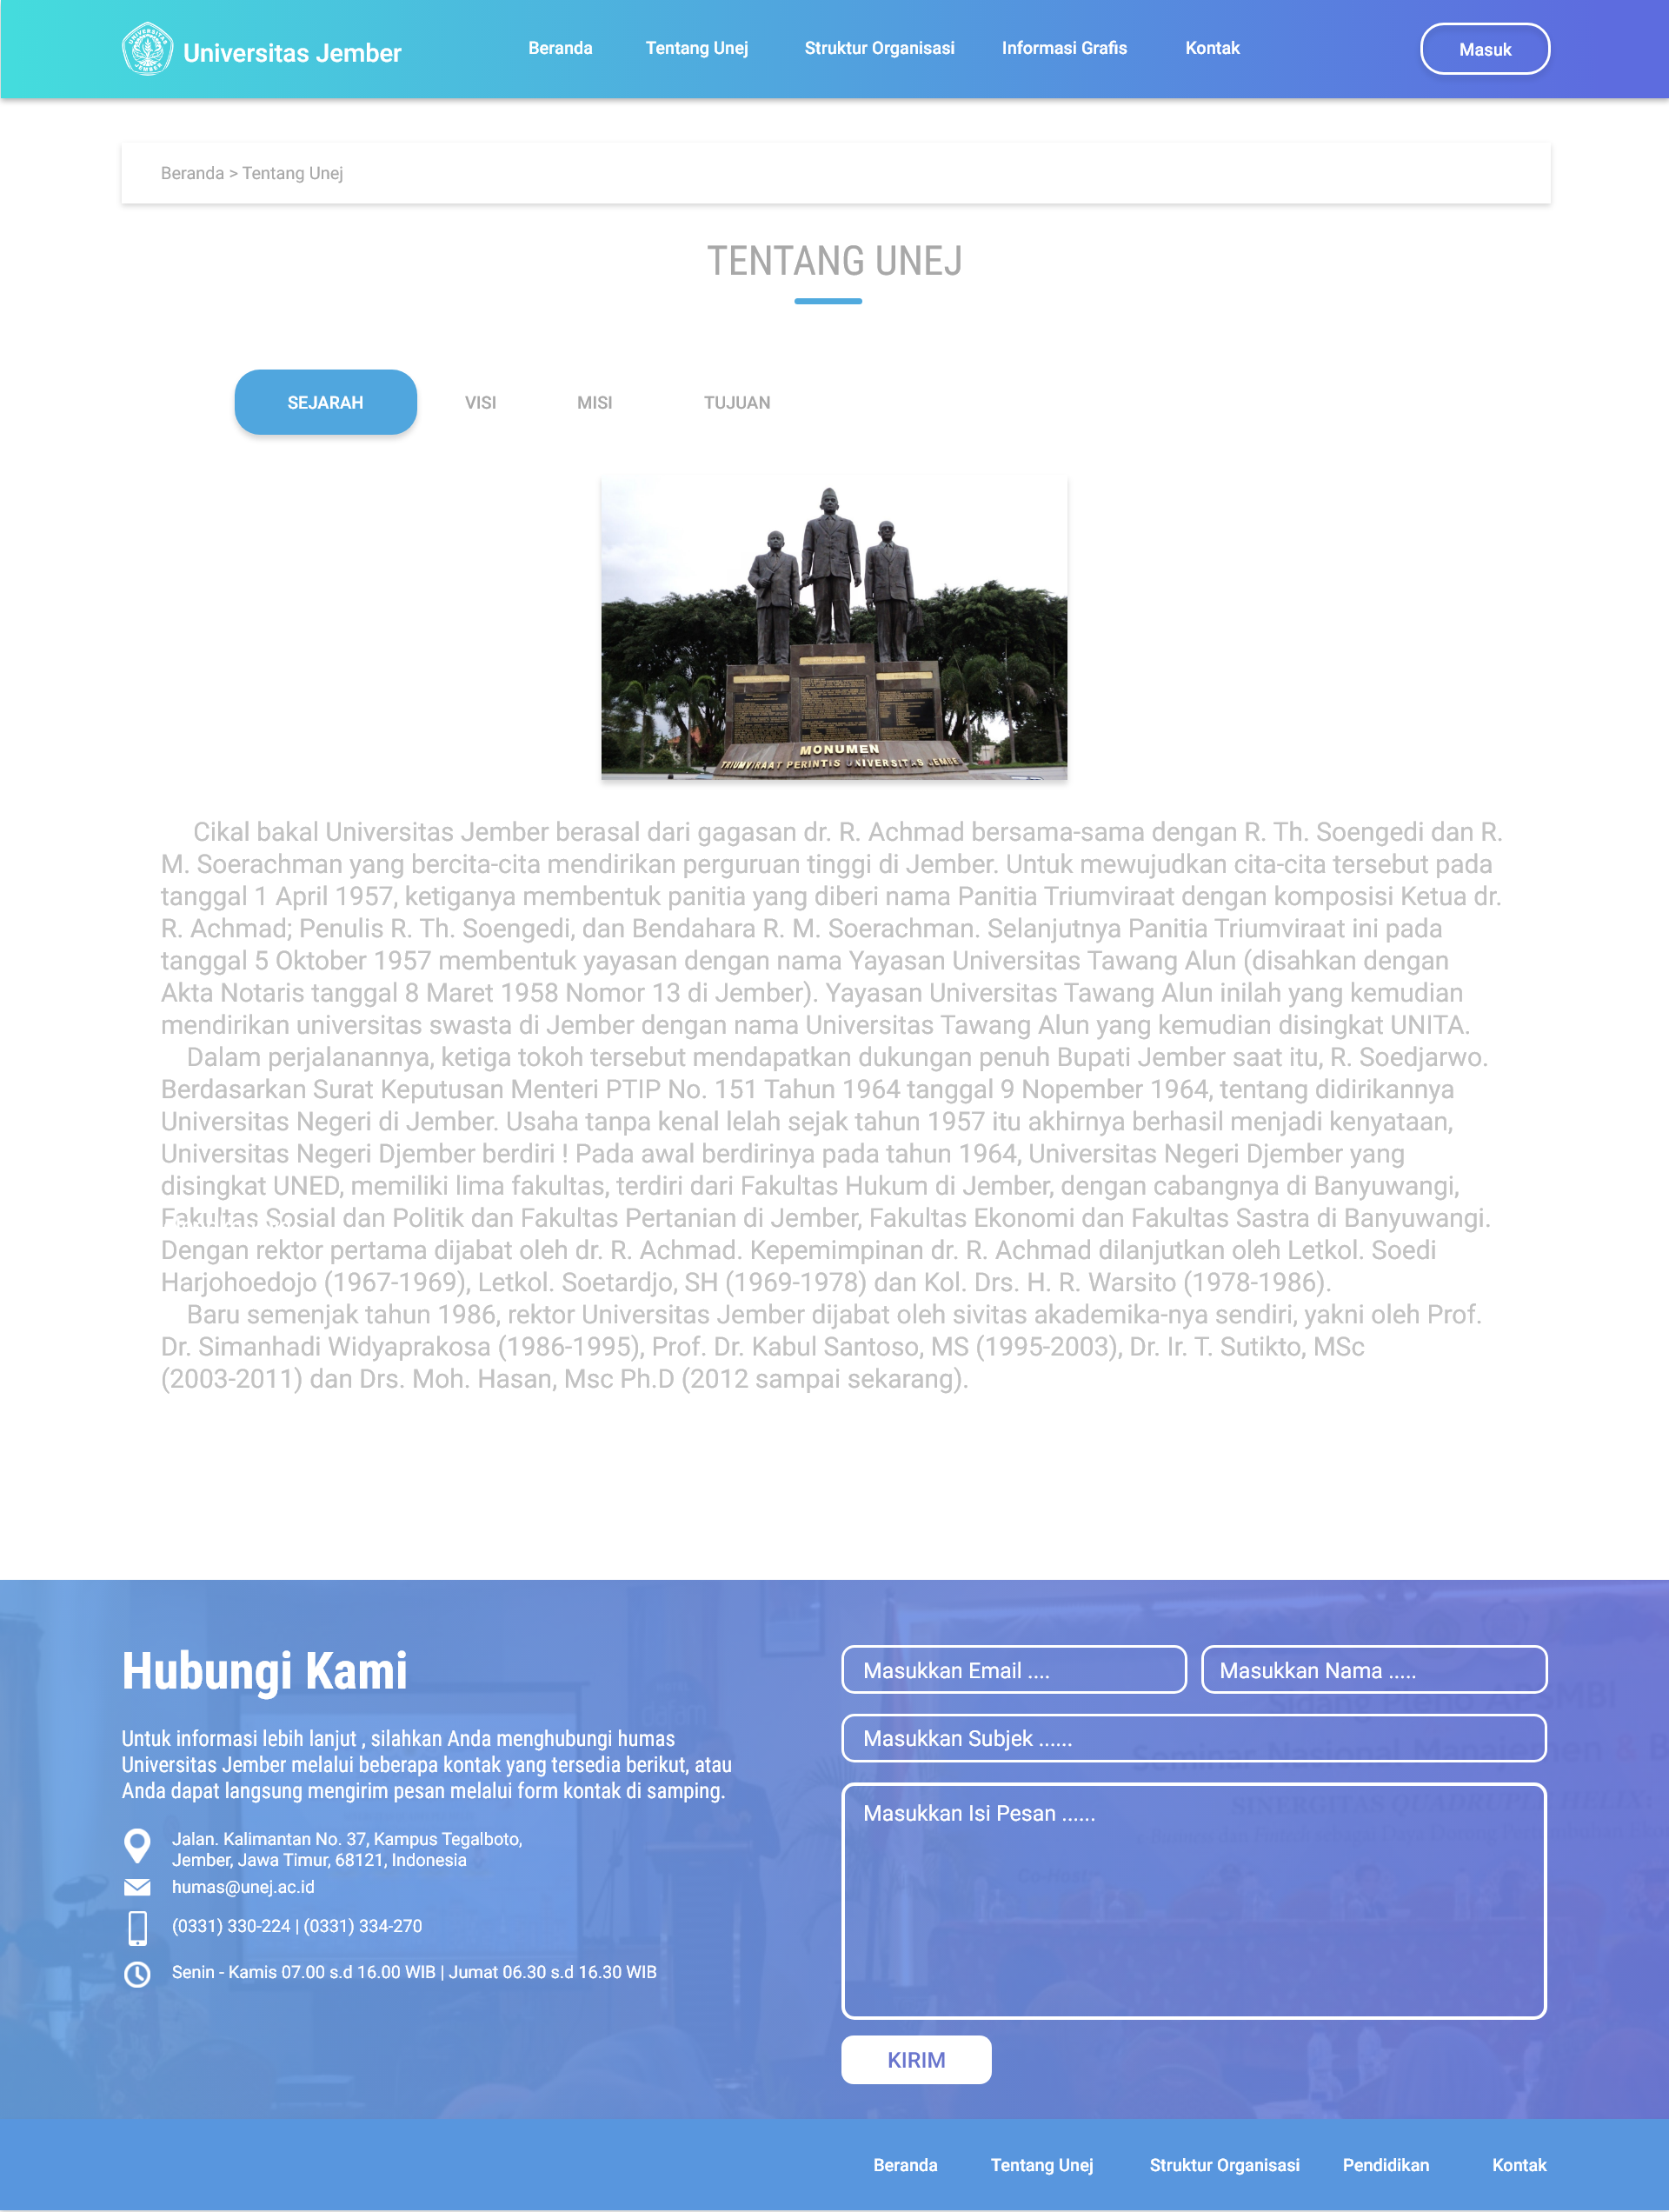 Universitas Jember
Beranda
Tentang Unej
Struktur Organisasi
Informasi Grafis
Kontak
Masuk
Beranda > Tentang Unej
TENTANG UNEJ
SEJARAH
VISI
MISI
TUJUAN
MONUMEN
TRIUMVIRAAT PERINTIS UNIVERSITAS JEMBE
Cikal bakal Universitas Jember berasal dari gagasan dr. R. Achmad bersama-sama dengan R. Th. Soengedi dan R.
M. Soerachman yang bercita-cita mendirikan perguruan tinggi di Jember. Untuk mewujudkan cita-cita tersebut pada
tanggal 1 April 1957, ketiganya membentuk panitia yang diberi nama Panitia Triumviraat dengan komposisi Ketua dr.
R. Achmad; Penulis R. Th. Soengedi, dan Bendahara R. M. Soerachman. Selanjutnya Panitia Triumviraat ini pada
tanggal 5 Oktober 1957 membentuk yayasan dengan nama Yayasan Universitas Tawang Alun (disahkan dengan
Akta Notaris tanggal 8 Maret 1958 Nomor 13 di Jember). Yayasan Universitas Tawang Alun inilah yang kemudian
mendirikan universitas swasta di Jember dengan nama Universitas Tawang Alun yang kemudian disingkat UNITA.
Dalam perjalanannya, ketiga tokoh tersebut mendapatkan dukungan penuh Bupati Jember saat itu, R. Soedjarwo.
Berdasarkan Surat Keputusan Menteri PTIP No. 151 Tahun 1964 tanggal 9 Nopember 1964, tentang didirikannya
Universitas Negeri di Jember. Usaha tanpa kenal lelah sejak tahun 1957 itu akhirnya berhasil menjadi kenyataan,
Universitas Negeri Djember berdiri ! Pada awal berdirinya pada tahun 1964, Universitas Negeri Djember yang
disingkat UNED, memiliki lima fakultas, terdiri dari Fakultas Hukum di Jember, dengan cabangnya di Banyuwangi,
Fakultas Sosial dan Politik dan Fakultas Pertanian di Jember, Fakultas Ekonomi dan Fakultas Sastra di Banyuwangi.
Dengan rektor pertama dijabat oleh dr. R. Achmad. Kepemimpinan dr. R. Achmad dilanjutkan oleh Letkol. Soedi
Harjohoedojo (1967-1969), Letkol. Soetardjo, SH (1969-1978) dan Kol. Drs. H. R. Warsito (1978-1986).
Baru semenjak tahun 1986, rektor Universitas Jember dijabat oleh sivitas akademika-nya sendiri, yakni oleh Prof.
Dr. Simanhadi Widyaprakosa (1986-1995), Prof. Dr. Kabul Santoso, MS (1995-2003), Dr. Ir. T. Sutikto, MSc
(2003-2011) dan Drs. Moh. Hasan, Msc Ph.D (2012 sampai sekarang).
Hubungi Kami
Untuk informasi lebih lanjut , silahkan Anda menghubungi humas
Universitas Jember melalui beberapa kontak yang tersedia berikut, atau
Anda dapat langsung mengirim pesan melalui form kontak di samping.
Jalan. Kalimantan No. 37, Kampus Tegalboto,
Jember, Jawa Timur, 68121, Indonesia
humas@unej.ac.id
(0331) 330-224 | (0331) 334-270
Senin - Kamis 07.00 s.d 16.00 WIB | Jumat 06.30 s.d 16.30 WIB
Masukkan Email ....
Masukkan Nama .....
Sidang Pleno APSMBI
Masukkan Subjek ......
Seminar Nasional Manajemen & B
SINERGITAS QUADRUPLE HELIX:
Masukkan Isi Pesan ......
Co-Host
KIRIM
Beranda
Tentang Unej
Struktur Organisasi
Pendidikan
Kontak